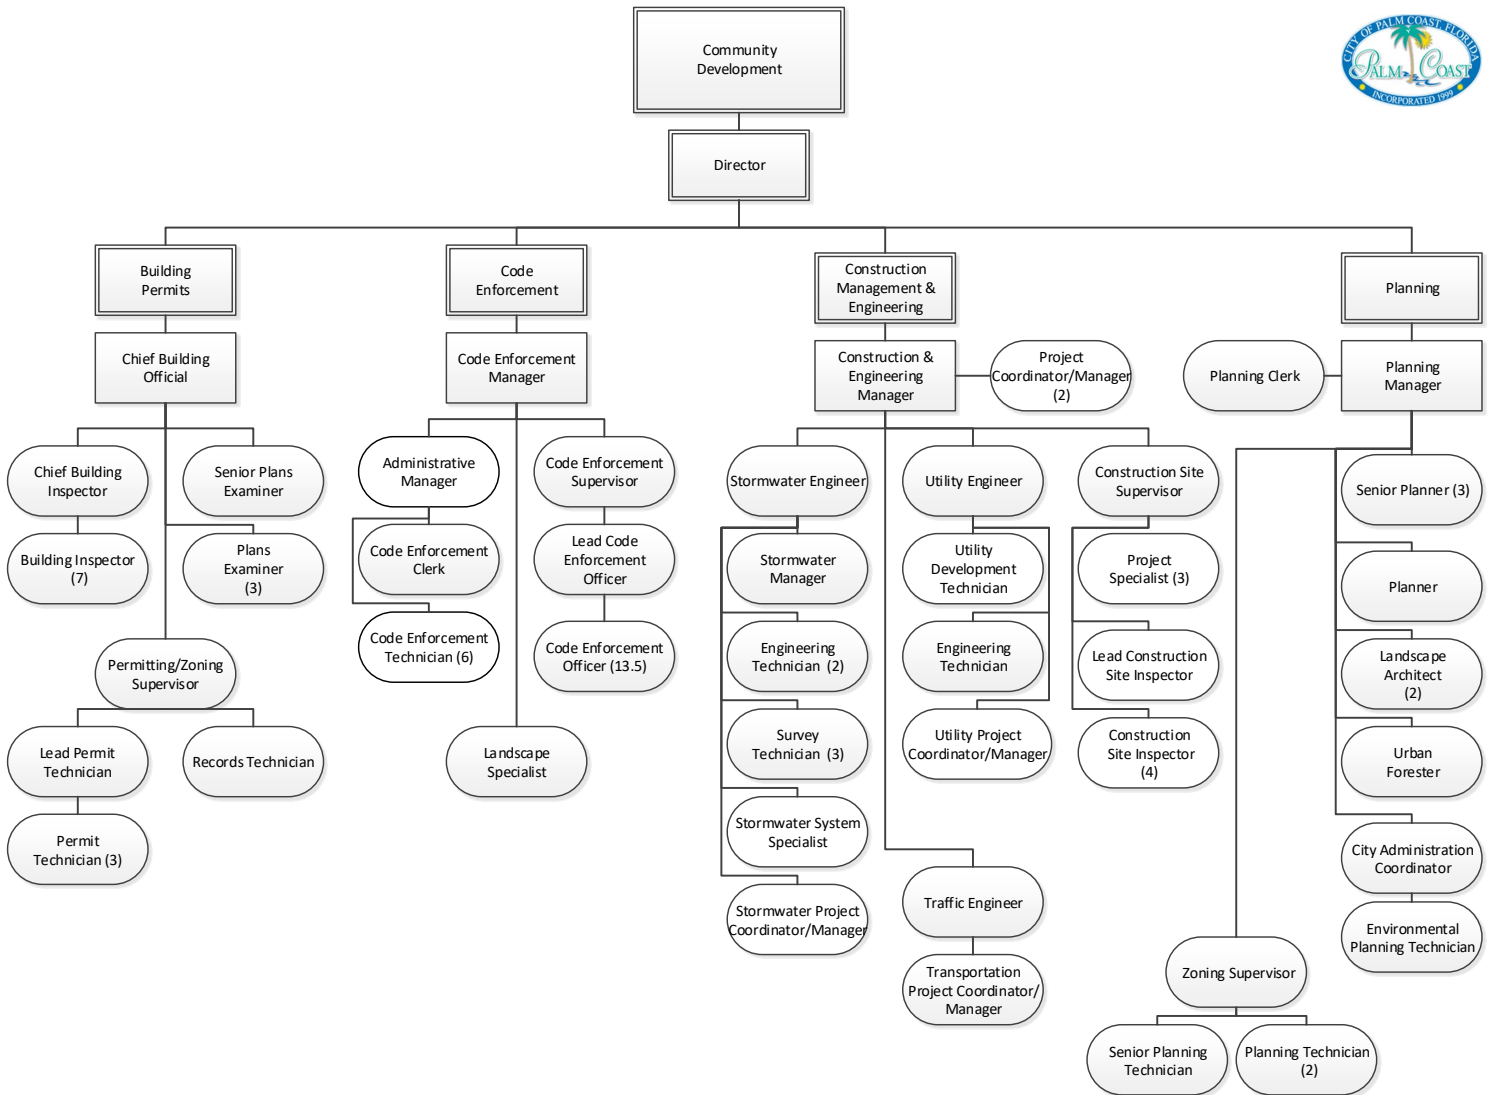 CITY OF PALM COAST, FLORIDA
PALM COAST
INCORPORATED 1999
Community
Development
Director
Building
Permits
Code
Enforcement
Construction
Management &
Engineering
Planning
Chief Building
Official
Code Enforcement
Manager
Construction &
Engineering
Manager
Project
Coordinator/Manager
(2)
Planning Clerk
Planning
Manager
Chief Building
Inspector
Senior Plans
Examiner
Building Inspector
(7)
Plans
Examiner
(3)
Permitting/Zoning
Supervisor
Lead Permit
Technician
Records Technician
Permit
Technician (3)
Administrative
Manager
Code Enforcement
Supervisor
Code Enforcement
Clerk
Lead Code
Enforcement
Officer
Code Enforcement
Technician (6)
Code Enforcement
Officer (13.5)
Landscape
Specialist
Stormwater Engineer
Utility Engineer
Construction Site
Supervisor
Stormwater
Manager
Utility
Development
Technician
Project
Specialist (3)
Engineering
Technician (2)
Engineering
Technician
Lead Construction
Site Inspector
Survey
Technician (3)
Utility Project
Coordinator/Manager
Construction
Site Inspector
(4)
Stormwater System
Specialist
Stormwater Project
Coordinator/Manager
Traffic Engineer
Transportation
Project Coordinator/
Manager
Senior Planner (3)
Planner
Landscape
Architect
(2)
Urban
Forester
City Administration
Coordinator
Environmental
Planning Technician
Zoning Supervisor
Senior Planning
Technician
Planning Technician
(2)